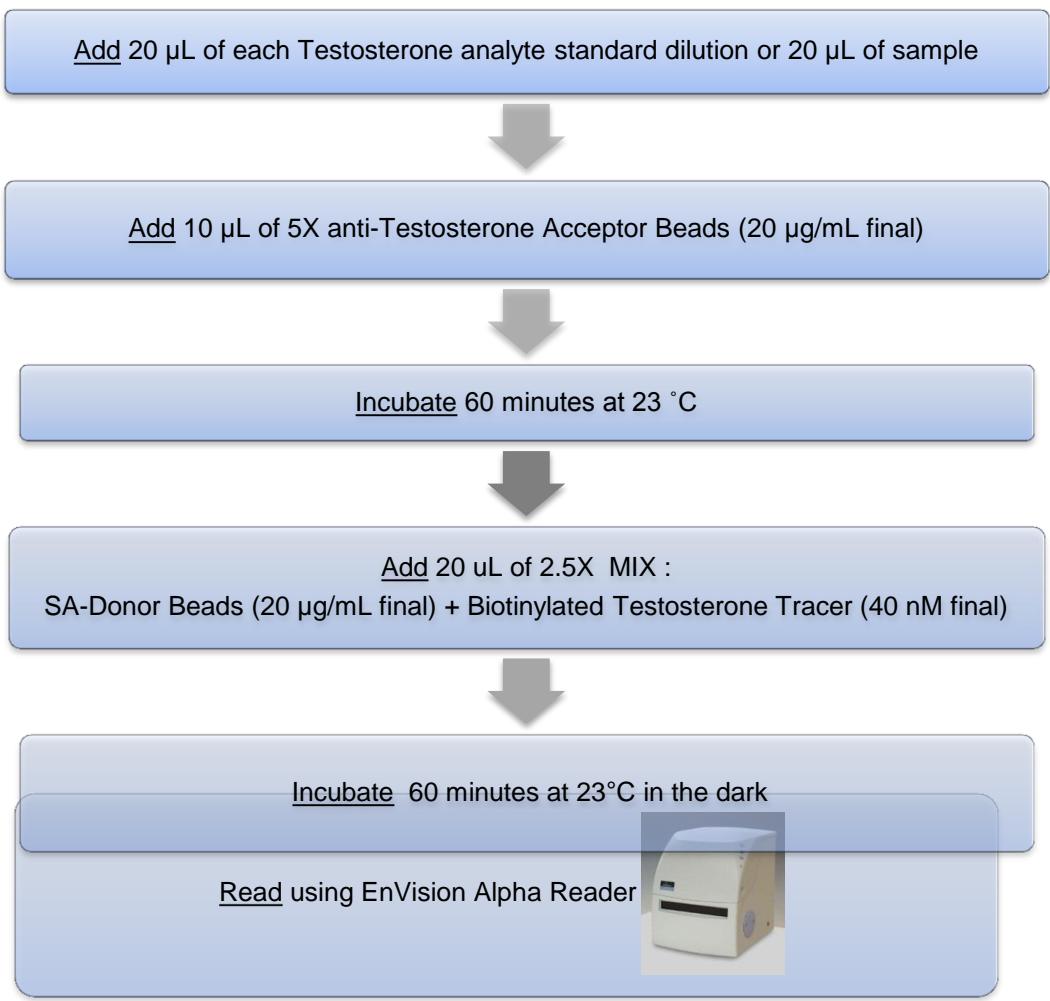 Add 20 µL of each Testosterone analyte standard dilution or 20 µL of sample
Add 10 µL of 5X anti-Testosterone Acceptor Beads (20 µg/mL final)
Incubate 60 minutes at 23 ˚C
Add 20 uL of 2.5X  MIX :
SA-Donor Beads (20 µg/mL final) + Biotinylated Testosterone Tracer (40 nM final)
Incubate  60 minutes at 23°C in the dark
Read using EnVision Alpha Reader